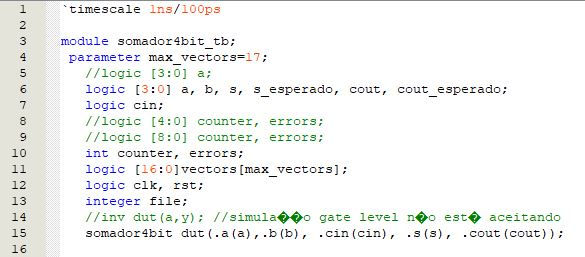 1 `timescale 1ns/100ps
2
3 module somador4bit_tb;
4 parameter max_vectors=17;
5 //logic [3:0] a;
6 logic [3:0] a, b, s, s_esperado, cout, cout_esperado;
7 logic cin;
8 //logic [4:0] counter, errors;
9 //logic [8:0] counter, errors;
10 int counter, errors;
11 logic [16:0]vectors[max_vectors];
12 logic clk, rst;
13 integer file;
14 //inv dut(a,y); //simula��o gate level n�o est� aceitando
15 somador4bit dut(.a(a),.b(b), .cin(cin), .s(s), .cout(cout));
16